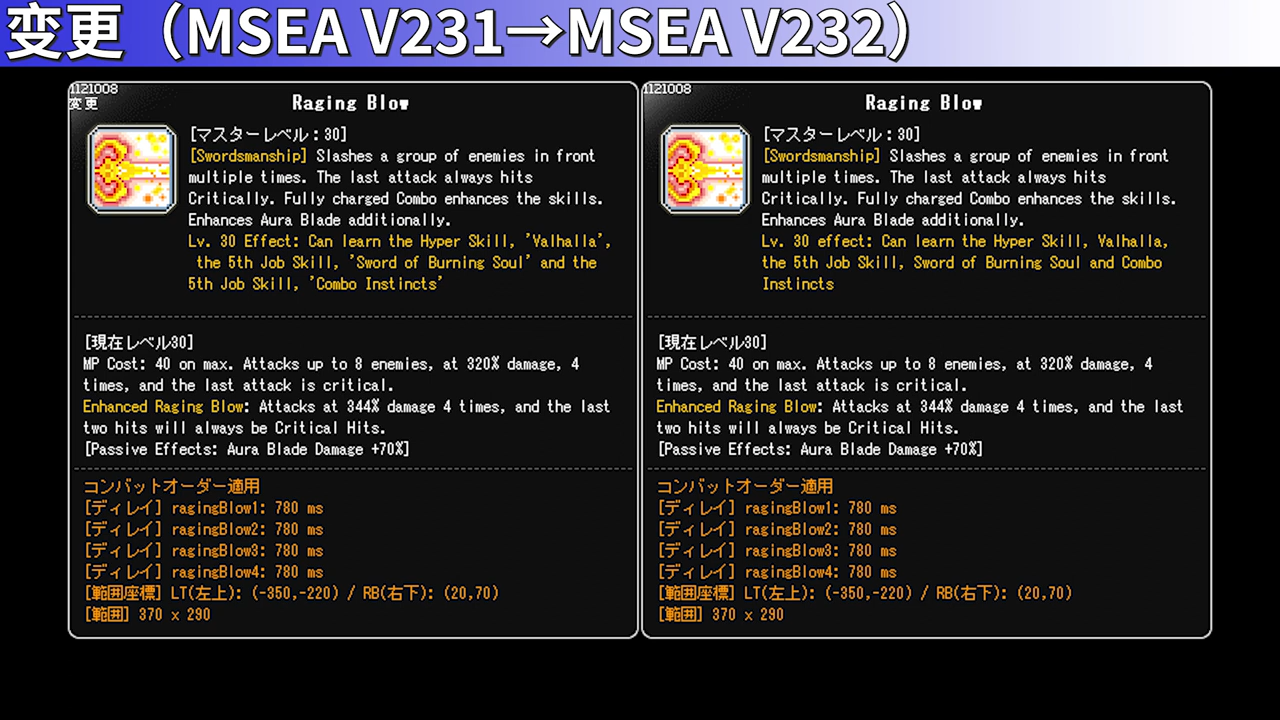 変更（MSEA V231→MSEA V232）
1121008
変更
Raging Blow
[マスターレベル：30]
[Swordsmanship] Slashes a group of enemies in front
multiple times. The last attack always hits
Critically. Fully charged Combo enhances the skills.
Enhances Aura Blade additionally.
Lv. 30 Effect: Can learn the Hyper Skill, 'Valhalla',
the 5th Job Skill, 'Sword of Burning Soul' and the
5th Job Skill, 'Combo Instincts'
[現在レベル30]
MP Cost: 40 on max. Attacks up to 8 enemies, at 320% damage, 4
times, and the last attack is critical.
Enhanced Raging Blow: Attacks at 344% damage 4 times, and the last
two hits will always be Critical Hits.
[Passive Effects: Aura Blade Damage +70%]
コンバットオーダー適用
[ディレイ] ragingBlow1: 780 ms
[ディレイ] ragingBlow2: 780 ms
[ディレイ] ragingBlow3: 780 ms
[ディレイ] ragingBlow4: 780 ms
[範囲座標] LT(左上): (-350,-220) / RB(右下): (20,70)
[範囲] 370 x 290
1121008
Raging Blow
[マスターレベル：30]
[Swordsmanship] Slashes a group of enemies in front
multiple times. The last attack always hits
Critically. Fully charged Combo enhances the skills.
Enhances Aura Blade additionally.
Lv. 30 effect: Can learn the Hyper Skill, Valhalla,
the 5th Job Skill, Sword of Burning Soul and Combo
Instincts
[現在レベル30]
MP Cost: 40 on max. Attacks up to 8 enemies, at 320% damage, 4
times, and the last attack is critical.
Enhanced Raging Blow: Attacks at 344% damage 4 times, and the last
two hits will always be Critical Hits.
[Passive Effects: Aura Blade Damage +70%]
コンバットオーダー適用
[ディレイ] ragingBlow1: 780 ms
[ディレイ] ragingBlow2: 780 ms
[ディレイ] ragingBlow3: 780 ms
[ディレイ] ragingBlow4: 780 ms
[範囲座標] LT(左上): (-350,-220) / RB(右下): (20,70)
[範囲] 370 x 290